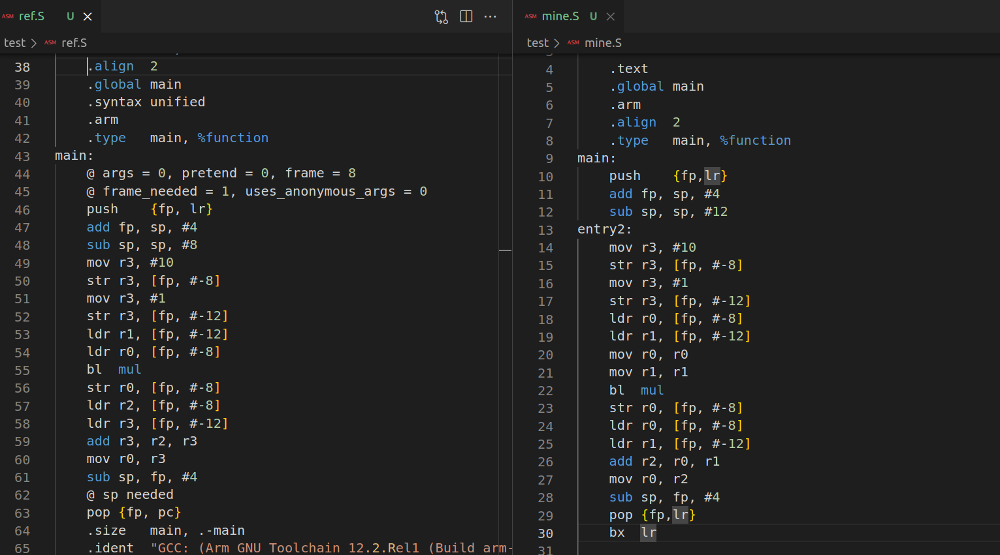 ASM ref.S U
test > ASM ref.S
38 .align 2
39 .global main
40 .syntax unified
41 .arm
42 .type main, %function
43 main:
44 @ args = 0, pretend = 0, frame = 8
45 @ frame_needed = 1, uses_anonymous_args = 0
46 push {fp, lr}
47 add fp, sp, #4
48 sub sp, sp, #8
49 mov r3, #10
50 str r3, [fp, #-8]
51 mov r3, #1
52 str r3, [fp, #-12]
53 ldr r1, [fp, #-12]
54 ldr r0, [fp, #-8]
55 bl mul
56 str r0, [fp, #-8]
57 ldr r2, [fp, #-8]
58 ldr r3, [fp, #-12]
59 add r3, r2, r3
60 mov r0, r3
61 sub sp, fp, #4
62 @ sp needed
63 pop {fp, pc}
64 .size main, .-main
65 .ident "GCC: (Arm GNU Toolchain 12.2.Rel1 (Build arm-
ASM mine.S U
test > ASM mine.S
4 .text
5 .global main
6 .arm
7 .align 2
8 .type main, %function
9 main:
10 push {fp,lr}
11 add fp, sp, #4
12 sub sp, sp, #12
13 entry2:
14 mov r3, #10
15 str r3, [fp, #-8]
16 mov r3, #1
17 str r3, [fp, #-12]
18 ldr r0, [fp, #-8]
19 ldr r1, [fp, #-12]
20 mov r0, r0
21 mov r1, r1
22 bl mul
23 str r0, [fp, #-8]
24 ldr r0, [fp, #-8]
25 ldr r1, [fp, #-12]
26 add r2, r0, r1
27 mov r0, r2
28 sub sp, fp, #4
29 pop {fp,lr}
30 bx lr
31